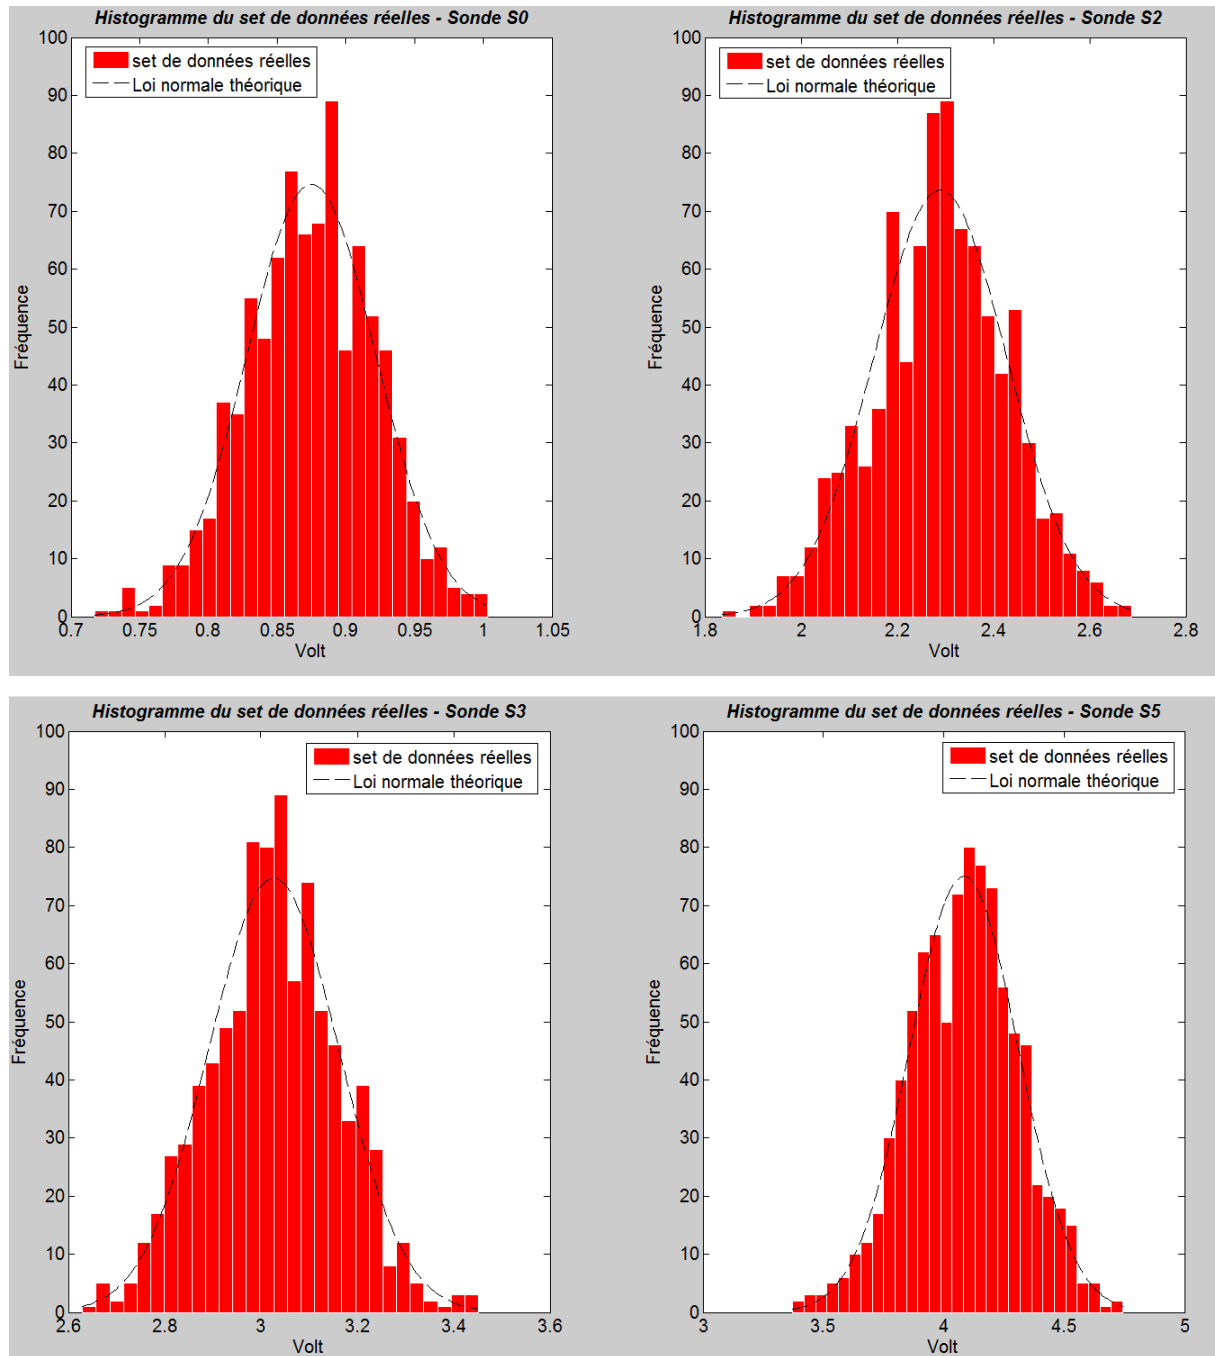 Histogramme du set de données réelles - Sonde S0
100
90
80
70
60
50
40
30
20
10
0
Fréquence
set de données réelles
Loi normale théorique
0.7 0.75 0.8 0.85 0.9 0.95 1 1.05
Volt
Histogramme du set de données réelles - Sonde S2
100
90
80
70
60
50
40
30
20
10
0
Fréquence
set de données réelles
Loi normale théorique
1.8 2 2.2 2.4 2.6 2.8
Volt
Histogramme du set de données réelles - Sonde S3
100
90
80
70
60
50
40
30
20
10
0
Fréquence
set de données réelles
Loi normale théorique
2.6 2.8 3 3.2 3.4 3.6
Volt
Histogramme du set de données réelles - Sonde S5
100
90
80
70
60
50
40
30
20
10
0
Fréquence
set de données réelles
Loi normale théorique
3 3.5 4 4.5 5
Volt